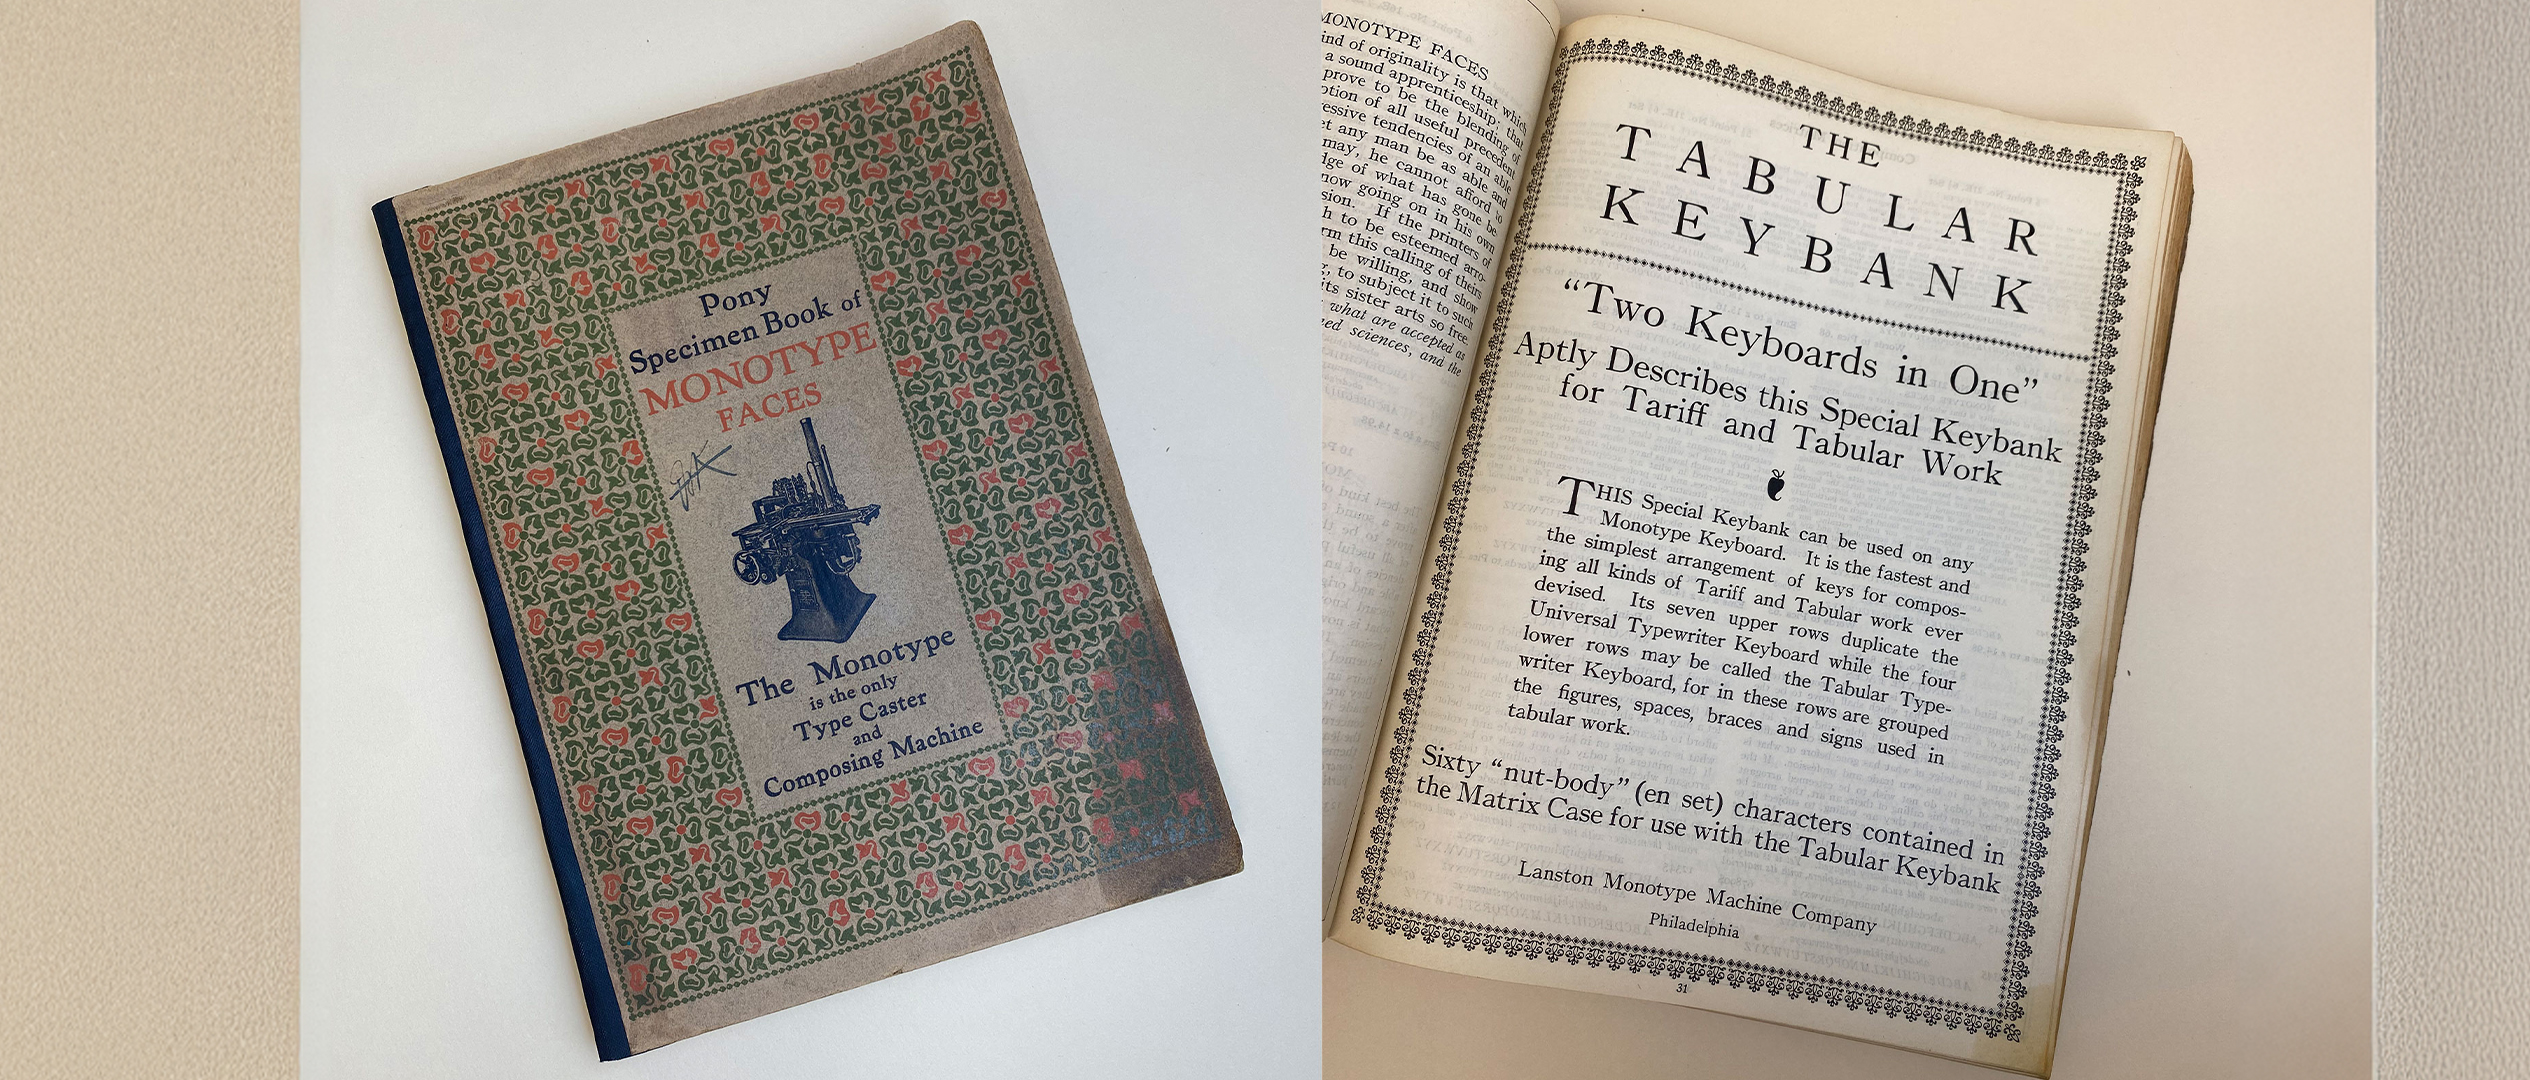 Pony
Specimen Book of
MONOTYPE
FACES
The Monotype
is the only
Type Caster
and
Composing Machine
MONOTYPE FACES
ind of originality is that which
a sound apprenticeship; that
prove to be the blending of
ption of all useful precedent
essive tendencies of an able
et any man be as able and
may, he cannot afford to
dge of what has gone be
now going on in his own
sion. If the printers of
h to be esteemed arro-
rm this calling of theirs
be willing, and show
, to subject it to such
its sister arts so free.
what are accepted as
ed sciences, and the
THE
TABULAR
KEYBANK
“Two Keyboards in One”
Aptly Describes this Special Keybank
for Tariff and Tabular Work
THIS Special Keybank can be used on any
Monotype Keyboard. It is the fastest and
the simplest arrangement of keys for compos-
ing all kinds of Tariff and Tabular work ever
devised. Its seven upper rows duplicate the
Universal Typewriter Keyboard while the four
lower rows may be called the Tabular Type-
writer Keyboard, for in these rows are grouped
the figures, spaces, braces and signs used in
tabular work.
Sixty “nut-body” (en set) characters contained in
the Matrix Case for use with the Tabular Keybank
Lanston Monotype Machine Company
Philadelphia
31